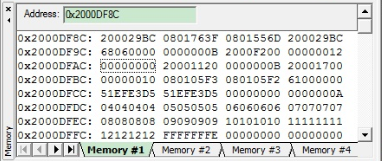 Address: 0x2000DF8C
0x2000DF8C: 200029BC 0801763F 0801556D 200029BC
0x2000DF9C: 68060000 0000000B 2000F200 00000012
0x2000DFAC: 00000000 20001120 0000000B 20001700
0x2000DFBC: 00000010 080105F3 080105F2 61000000
0x2000DFCC: 51EFE3D5 51EFE3D5 00000000 0000000A
0x2000DFDC: 04040404 05050505 06060606 07070707
0x2000DFEC: 08080808 09090909 10101010 11111111
0x2000DFFC: 12121212 FFFFFFFE 00000000 00000000
Memory
Memory #1 Memory #2 Memory #3 Memory #4